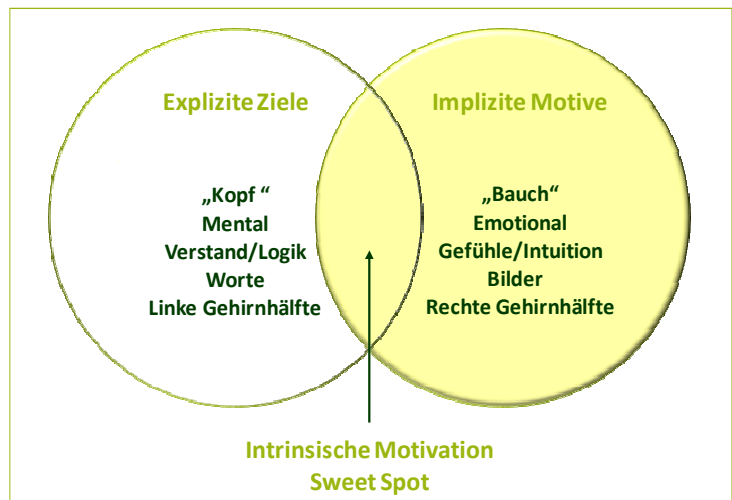 Explizite Ziele
„Kopf “
Mental
Verstand/Logik
Worte
Linke Gehirnhälfte
Implizite Motive
„Bauch“
Emotional
Gefühle/Intuition
Bilder
Rechte Gehirnhälfte
Intrinsische Motivation
Sweet Spot